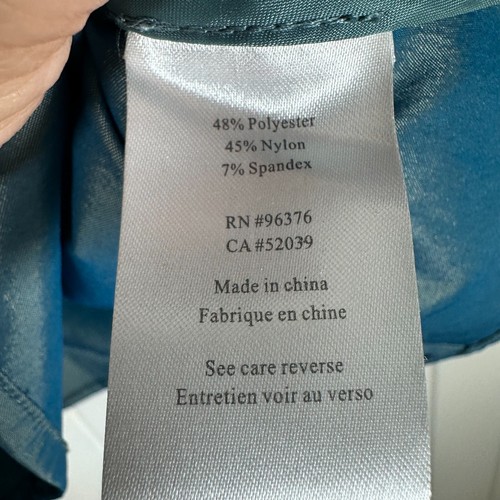 48% Polyester
45% Nylon
7% Spandex
RN #96376
CA #52039
Made in china
Fabrique en chine
See care reverse
Entretien voir au verso